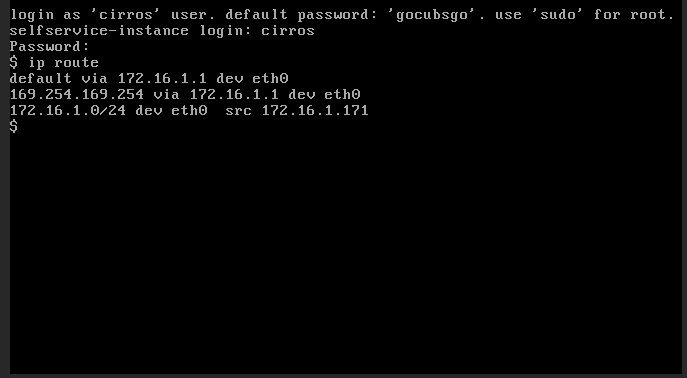 login as 'cirros' user. default password: 'gocubsgo'. use 'sudo' for root.
selfservice-instance login: cirros
Password:
$ ip route
default via 172.16.1.1 dev eth0
169.254.169.254 via 172.16.1.1 dev eth0
172.16.1.0/24 dev eth0  src 172.16.1.171
$